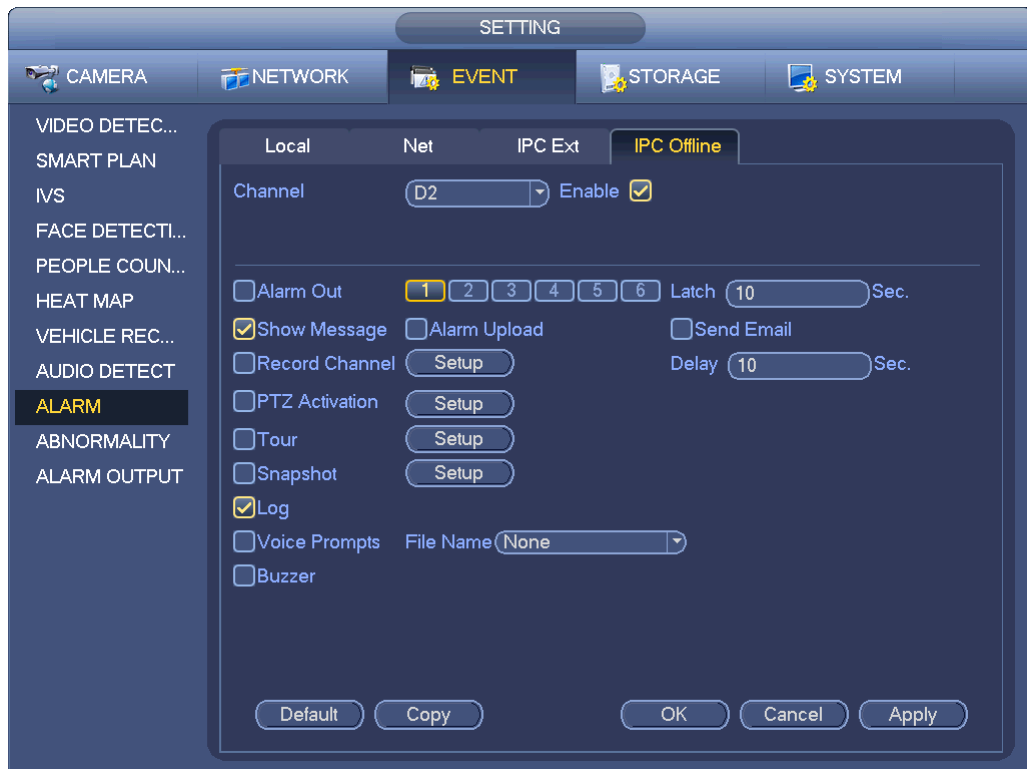 SETTING
CAMERA NETWORK EVENT STORAGE SYSTEM
VIDEO DETEC...
SMART PLAN
IVS
FACE DETECTI...
PEOPLE COUN...
HEAT MAP
VEHICLE REC...
AUDIO DETECT
ALARM
ABNORMALITY
ALARM OUTPUT
Local Net IPC Ext IPC Offline
Channel D2 Enable
Alarm Out 1 2 3 4 5 6 Latch 10 Sec.
Show Message Alarm Upload Send Email
Record Channel Setup Delay 10 Sec.
PTZ Activation Setup
Tour Setup
Snapshot Setup
Log
Voice Prompts File Name None
Buzzer
Default Copy OK Cancel Apply